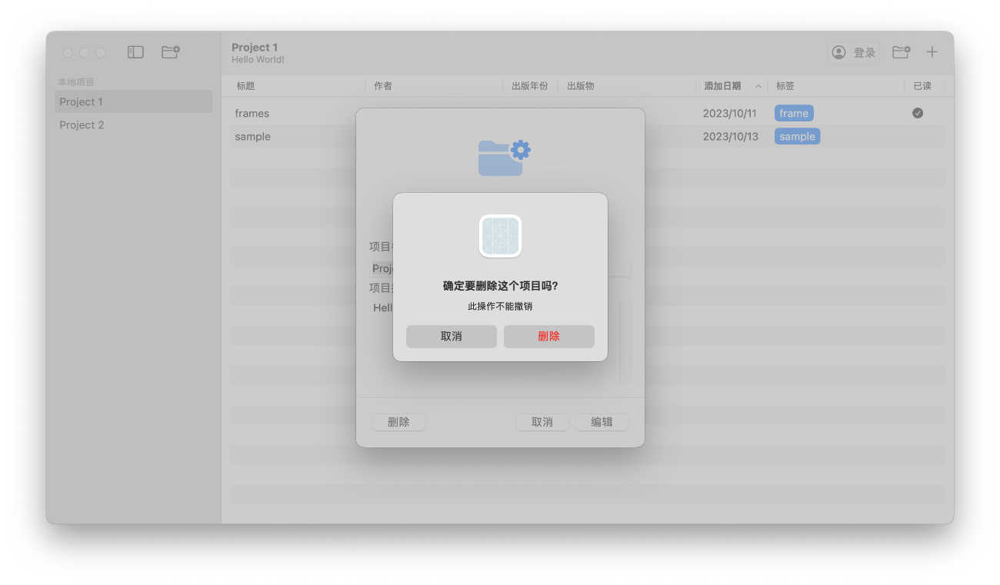 Project 1
Hello World!
登录
本地项目
Project 1
Project 2
标题 作者 出版年份 出版物 添加日期 标签 已读
frames 2023/10/11 frame
sample 2023/10/13 sample
项目
Proj
项目
Hell
确定要删除这个项目吗?
此操作不能撤销
取消 删除
删除 取消 编辑